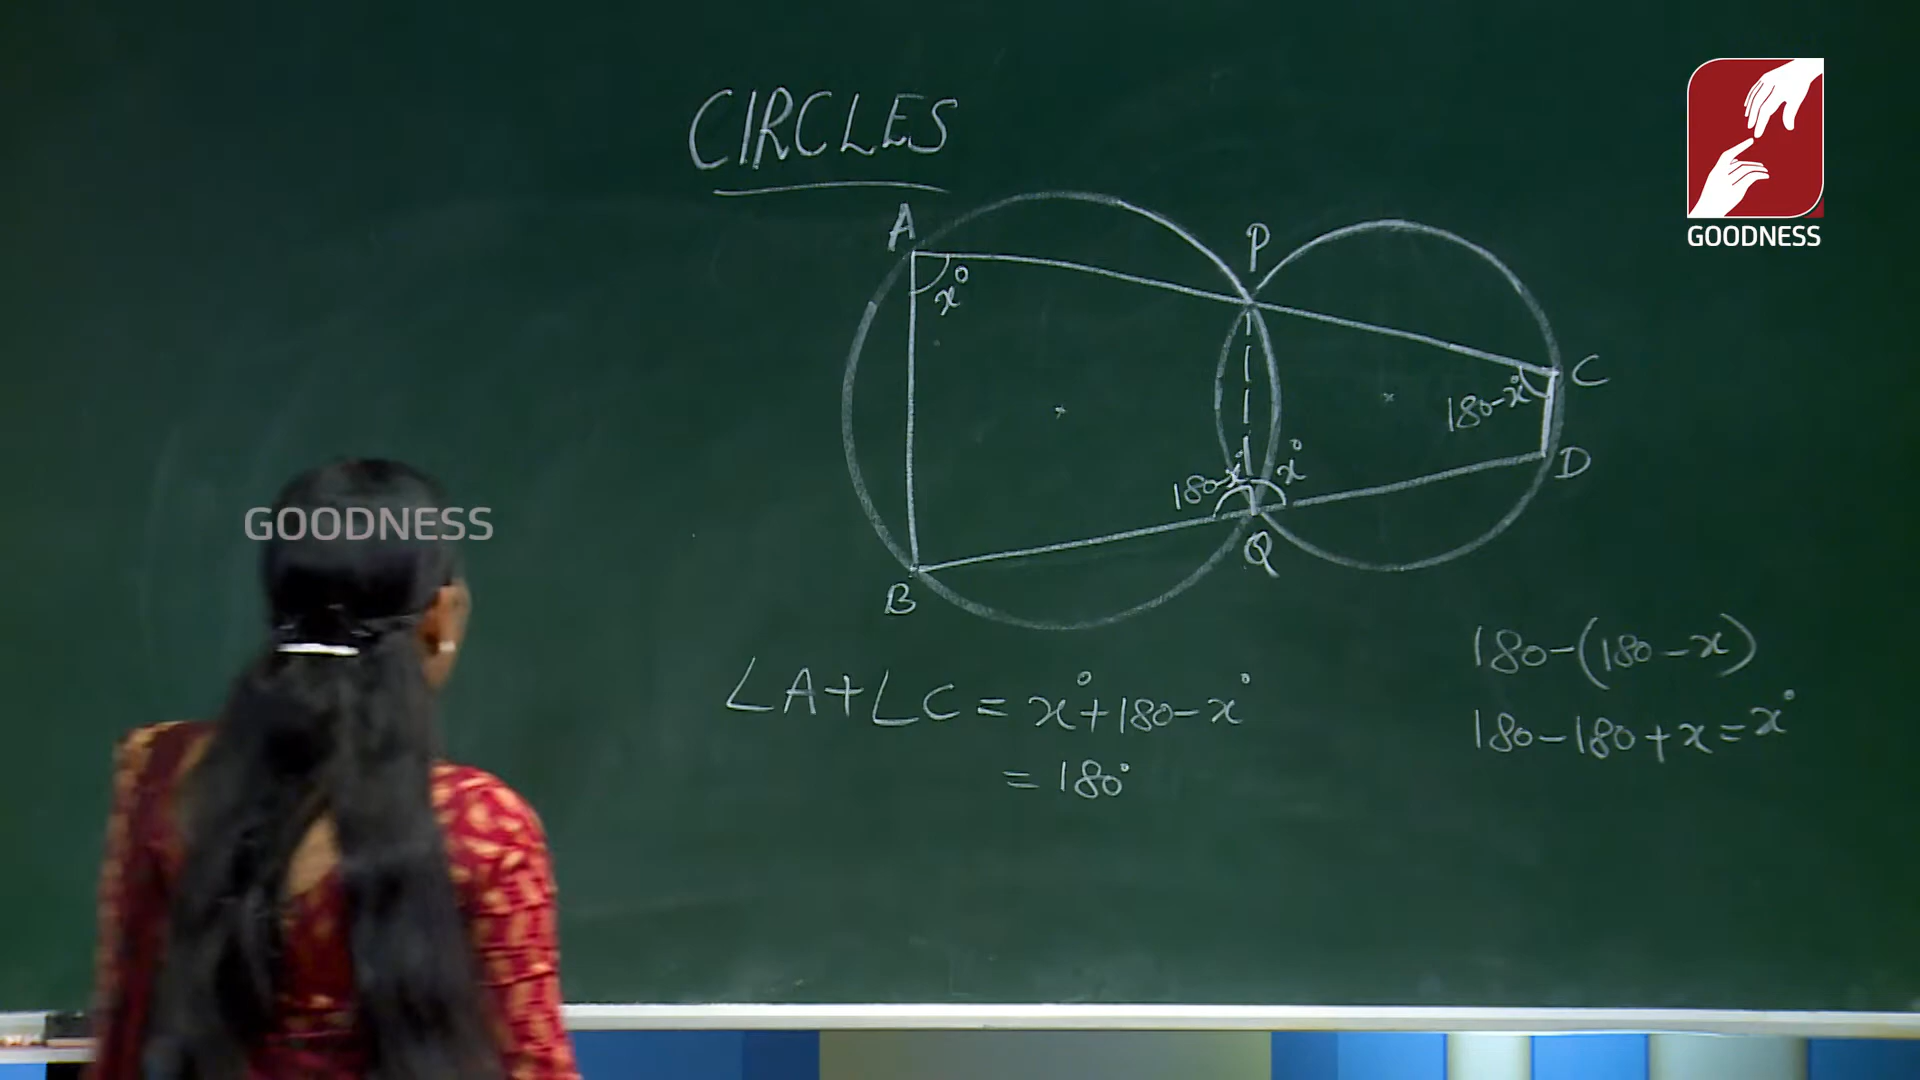 CIRCLES
GOODNESS
A
P
x°
C
180-x°
D
180-x° x°
GOODNESS
Q
B
180-(180-x)
∠A+∠C = x°+180-x°
180-180+x=x°
= 180°